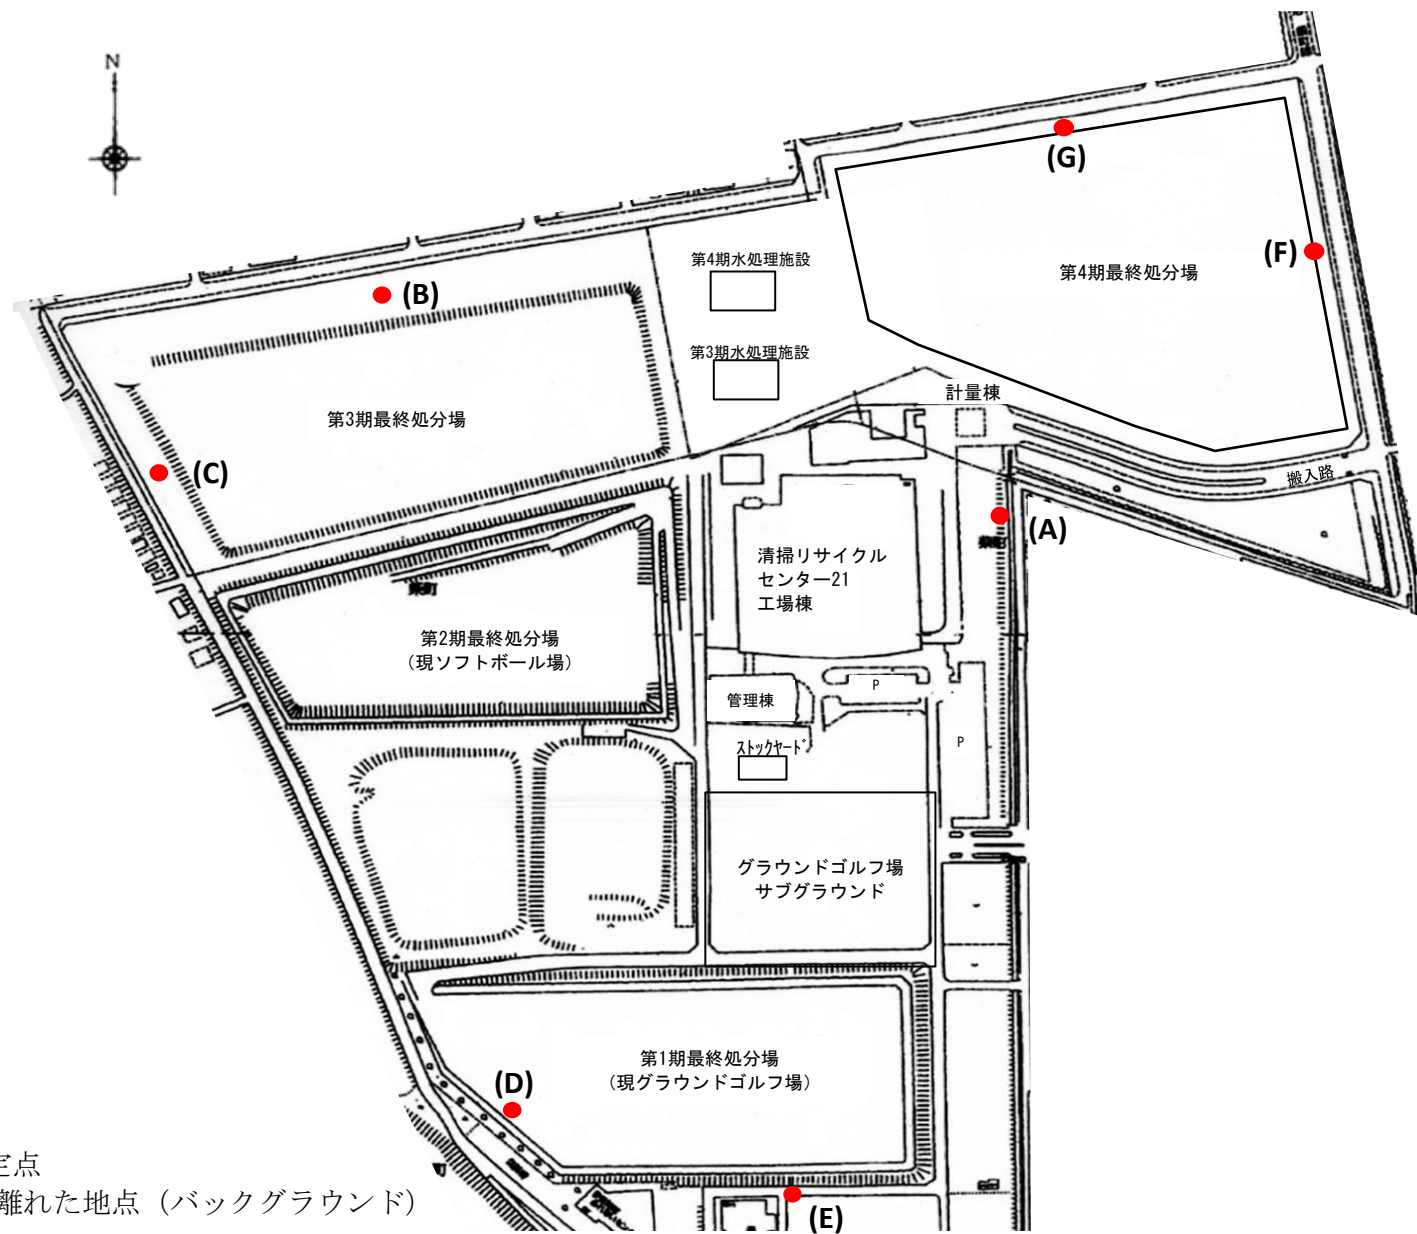 N
(G)
(F)
第4期水処理施設
第4期最終処分場
(B)
第3期水処理施設
計量棟
第3期最終処分場
(C)
搬入路
(A)
清掃リサイクル
センター21
工場棟
第2期最終処分場
(現ソフトボール場)
P
管理棟
P
ストックヤード
グラウンドゴルフ場
サブグラウンド
第1期最終処分場
(現グラウンドゴルフ場)
(D)
定点
離れた地点（バックグラウンド）
(E)